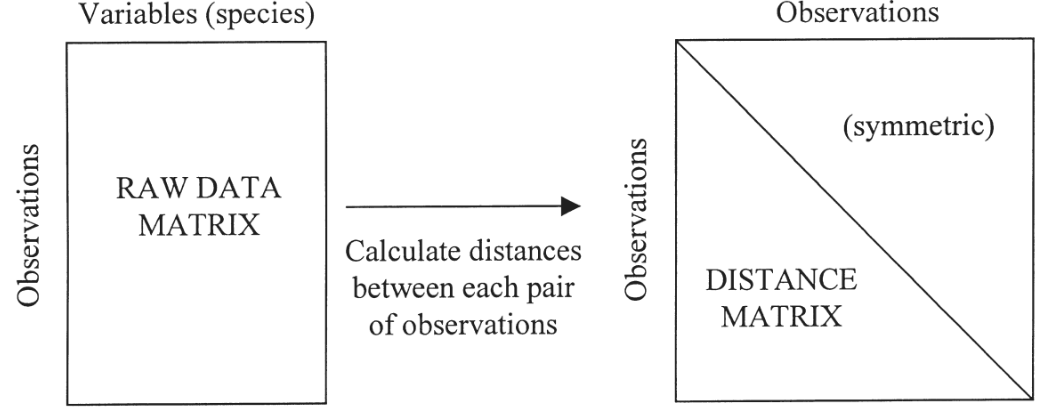 Variables (species)
Observations
RAW DATA
MATRIX
Calculate distances
between each pair
of observations
Observations
Observations
(symmetric)
DISTANCE
MATRIX